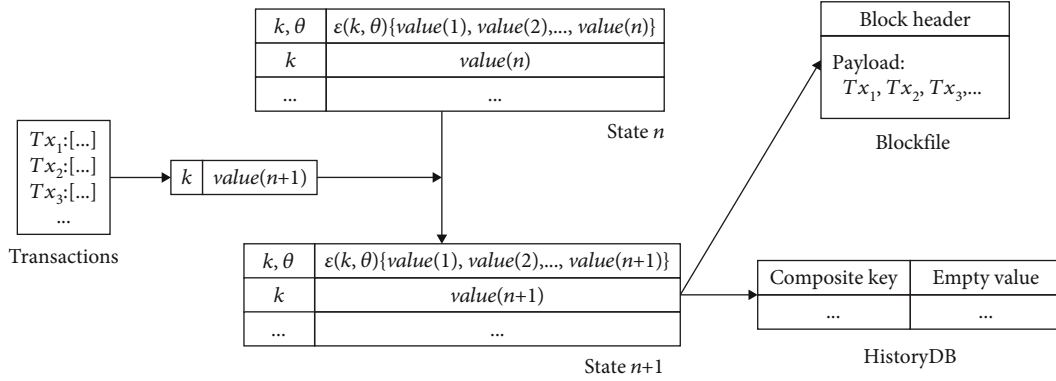 k, θ ε(k, θ){value(1), value(2),..., value(n)}
k value(n)
... ...
State n
Tx₁:[...]
Tx₂:[...]
Tx₃:[...]
...
Transactions
k value(n+1)
k, θ ε(k, θ){value(1), value(2),..., value(n+1)}
k value(n+1)
... ...
State n+1
Block header
Payload:
Tx₁, Tx₂, Tx₃,...
Blockfile
Composite key Empty value
... ...
HistoryDB